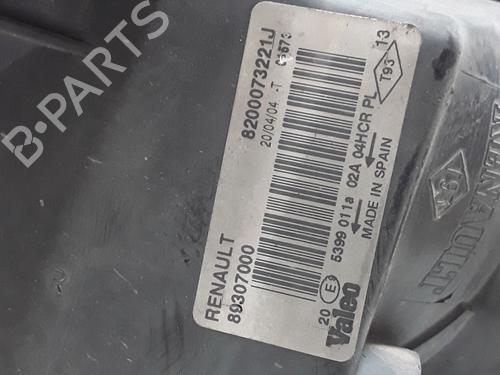 RENAULT
89307000
8200073221J
20/04/04
T
20
E9
5399 011a
02A
04HCR PL
T93
13
Valeo
MADE IN SPAIN
RENAULT
B-PARTS